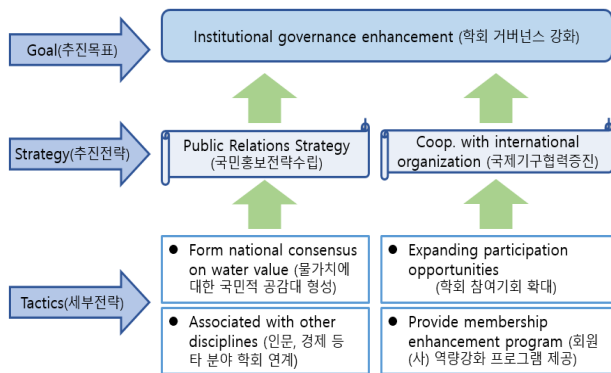 Goal(추진목표)
Institutional governance enhancement (학회 거버넌스 강화)
Strategy(추진전략)
Public Relations Strategy
(국민홍보전략수립)
Coop. with international
organization (국제기구협력증진)
Tactics(세부전략)
● Form national consensus
on water value (물가치에
대한 국민적 공감대 형성)
● Associated with other
disciplines (인문, 경제 등
타 분야 학회 연계)
● Expanding participation
opportunities
(학회 참여기회 확대)
● Provide membership
enhancement program (회원
(사) 역량강화 프로그램 제공)